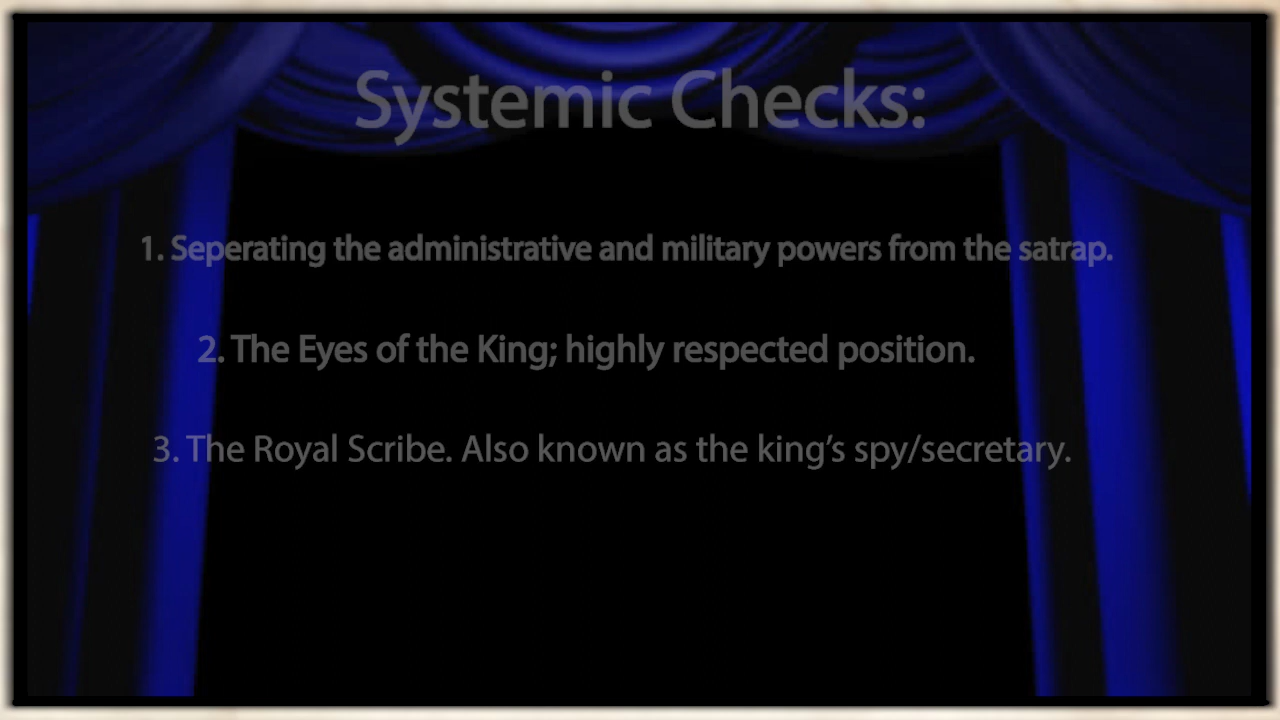 Systemic Checks:
1. Seperating the administrative and military powers from the satrap.
2. The Eyes of the King; highly respected position.
3. The Royal Scribe. Also known as the king’s spy/secretary.